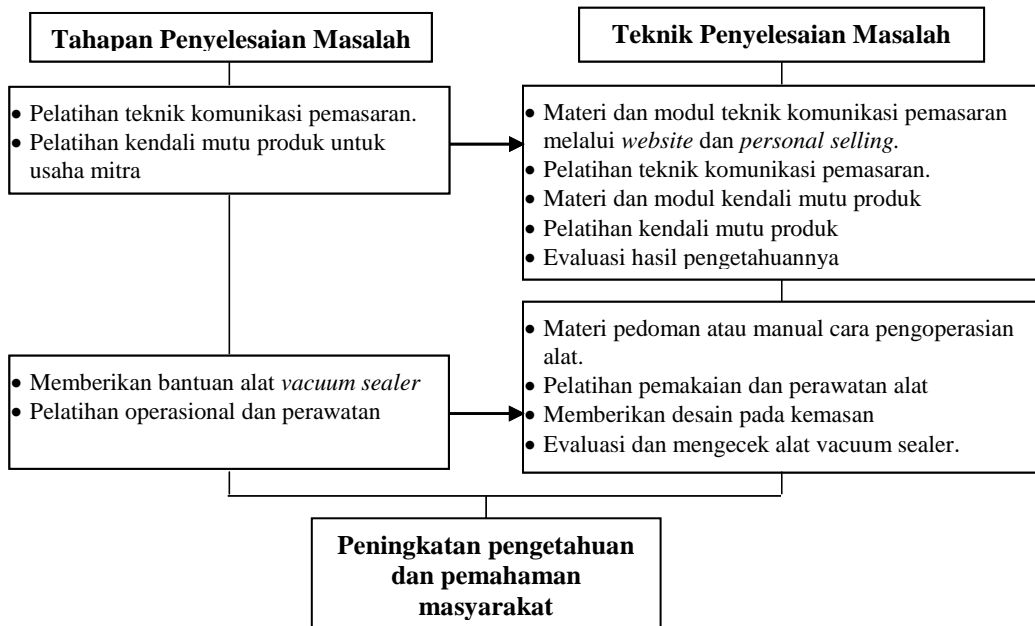 Tahapan Penyelesaian Masalah
Teknik Penyelesaian Masalah
• Pelatihan teknik komunikasi pemasaran.
• Pelatihan kendali mutu produk untuk
usaha mitra
• Materi dan modul teknik komunikasi pemasaran
melalui website dan personal selling.
• Pelatihan teknik komunikasi pemasaran.
• Materi dan modul kendali mutu produk
• Pelatihan kendali mutu produk
• Evaluasi hasil pengetahuannya
• Memberikan bantuan alat vacuum sealer
• Pelatihan operasional dan perawatan
• Materi pedoman atau manual cara pengoperasian
alat.
• Pelatihan pemakaian dan perawatan alat
• Memberikan desain pada kemasan
• Evaluasi dan mengecek alat vacuum sealer.
Peningkatan pengetahuan
dan pemahaman
masyarakat